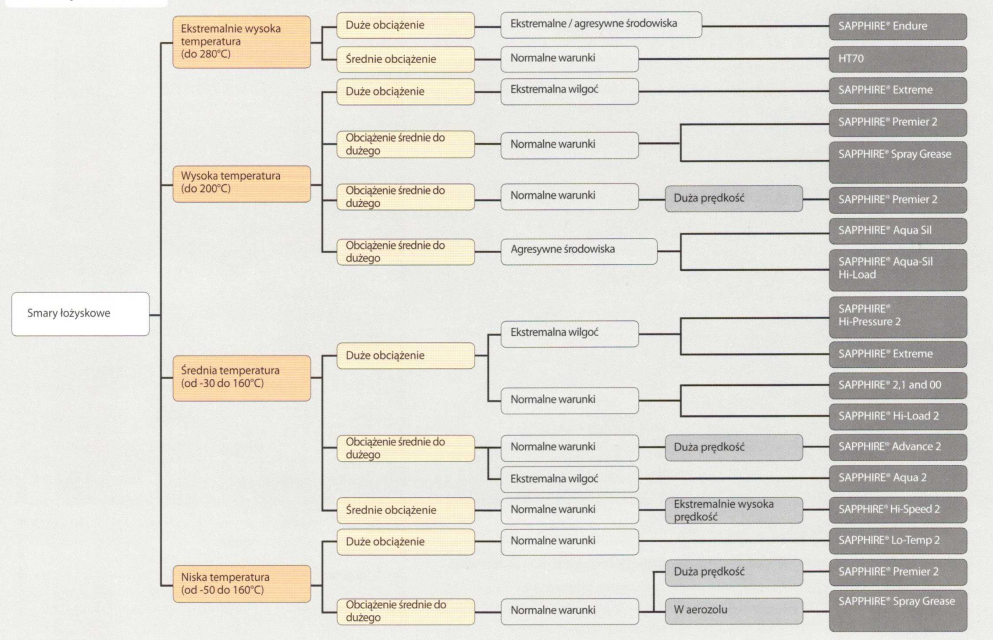 Ekstremalnie wysoka
temperatura
(do 280°C)
Duże obciążenie
Ekstremalne / agresywne środowiska
SAPPHIRE® Endure
Średnie obciążenie
Normalne warunki
HT70
Wysoka temperatura
(do 200°C)
Duże obciążenie
Ekstremalna wilgoć
SAPPHIRE® Extreme
Obciążenie średnie do
dużego
Normalne warunki
SAPPHIRE® Premier 2
SAPPHIRE® Spray Grease
Obciążenie średnie do
dużego
Normalne warunki
Duża prędkość
SAPPHIRE® Premier 2
Obciążenie średnie do
dużego
Agresywne środowiska
SAPPHIRE® Aqua Sil
SAPPHIRE® Aqua-Sil
Hi-Load
Smary łożyskowe
Średnia temperatura
(od -30 do 160°C)
Duże obciążenie
Ekstremalna wilgoć
SAPPHIRE®
Hi-Pressure 2
SAPPHIRE® Extreme
Normalne warunki
SAPPHIRE® 2,1 and 00
SAPPHIRE® Hi-Load 2
Obciążenie średnie do
dużego
Normalne warunki
Duża prędkość
SAPPHIRE® Advance 2
Ekstremalna wilgoć
SAPPHIRE® Aqua 2
Średnie obciążenie
Normalne warunki
Ekstremalnie wysoka
prędkość
SAPPHIRE® Hi-Speed 2
Niska temperatura
(od -50 do 160°C)
Duże obciążenie
Normalne warunki
SAPPHIRE® Lo-Temp 2
Obciążenie średnie do
dużego
Normalne warunki
Duża prędkość
SAPPHIRE® Premier 2
W aerozolu
SAPPHIRE® Spray Grease